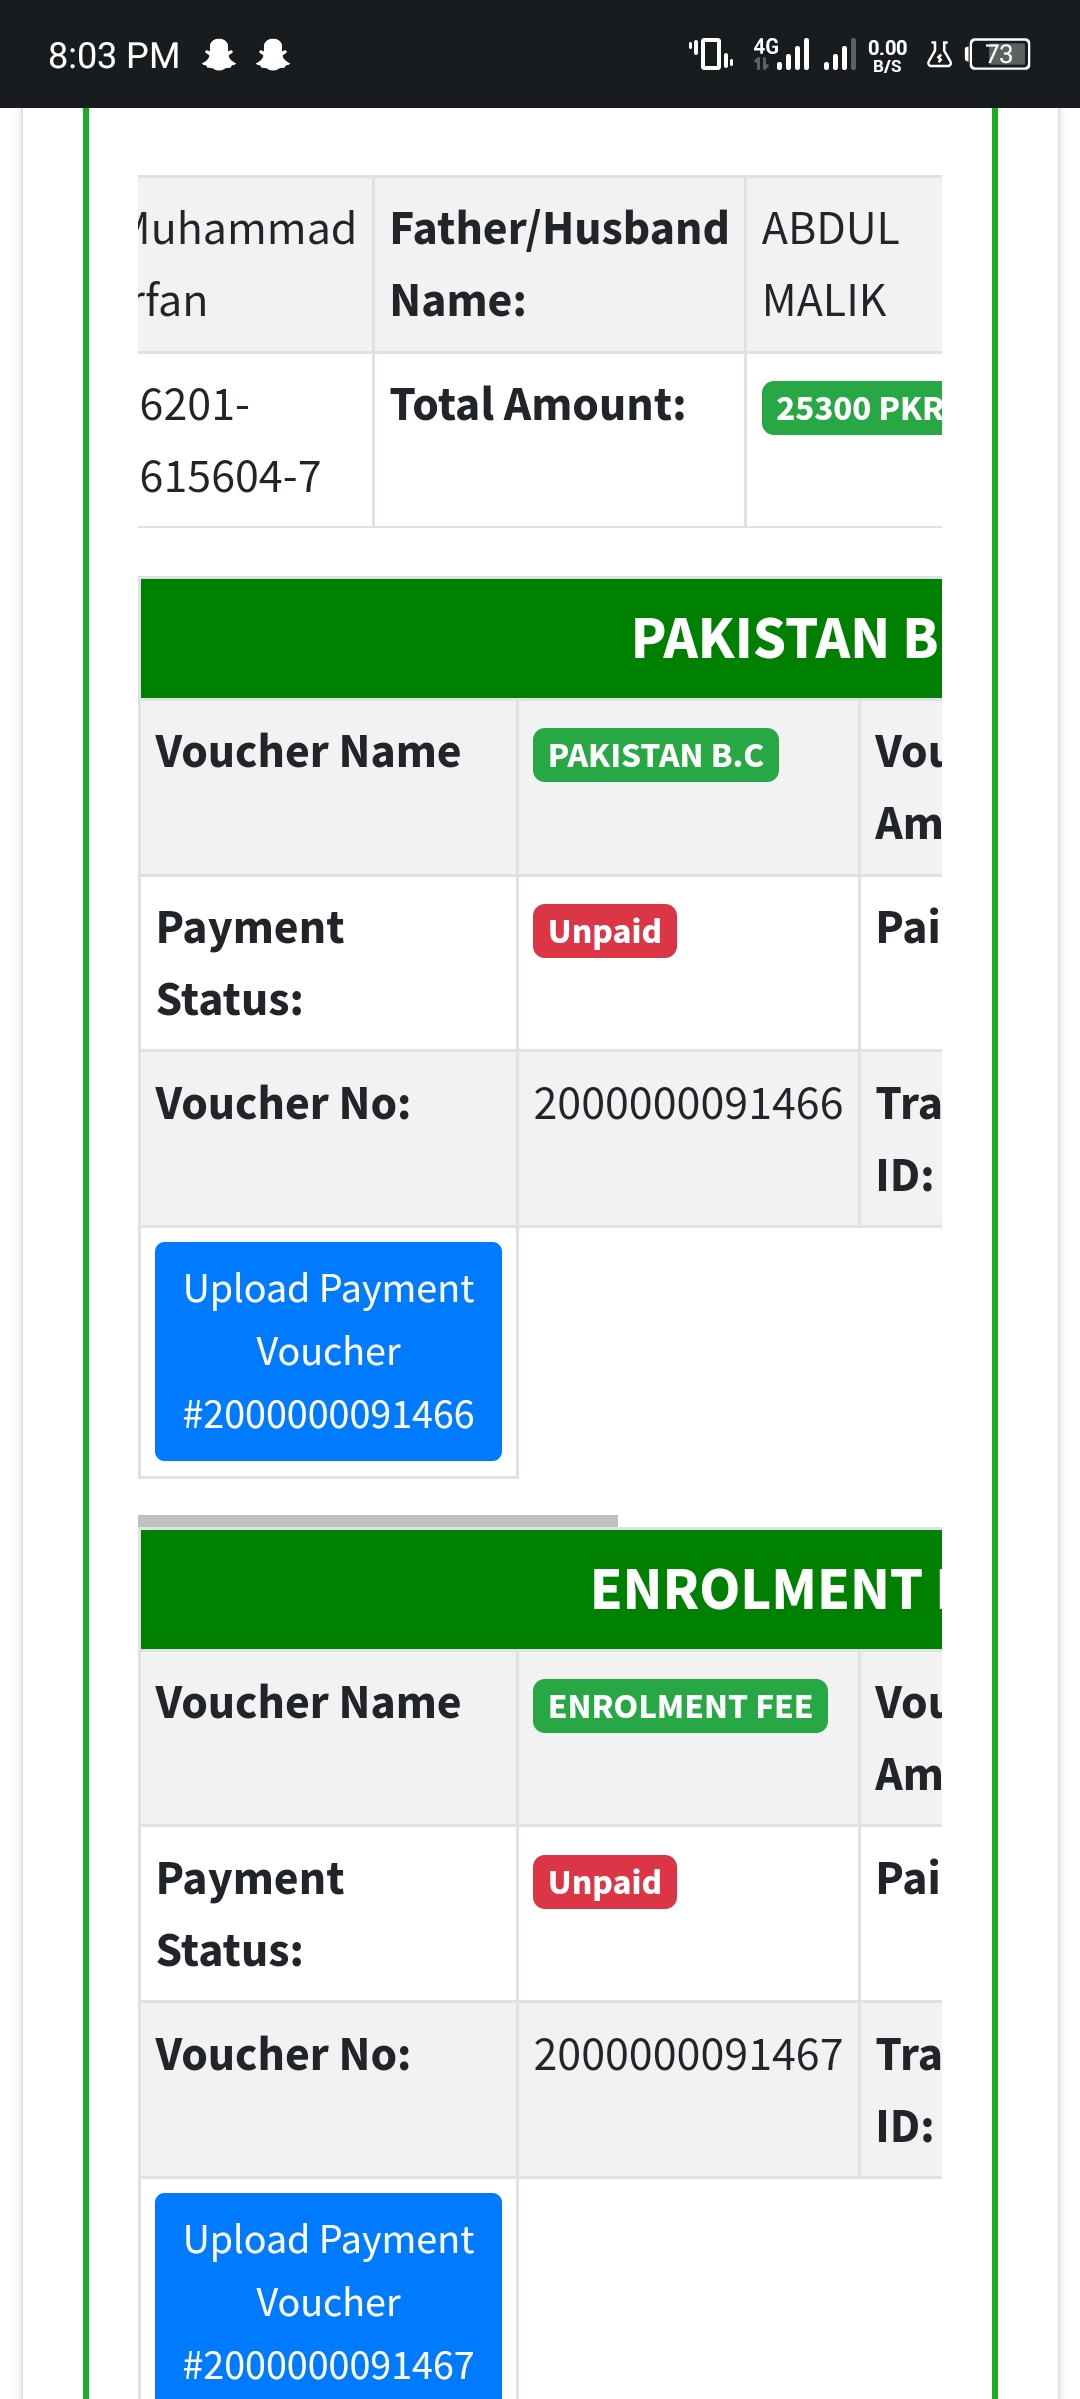 8:03 PM 4G 0.00 B/S 73
Muhammad Father/Husband ABDUL
rfan Name: MALIK
6201- Total Amount: 25300 PKR
615604-7
PAKISTAN B
Voucher Name PAKISTAN B.C Vou
Am
Payment Unpaid Pai
Status:
Voucher No: 2000000091466 Tra
ID:
Upload Payment
Voucher
#2000000091466
ENROLMENT
Voucher Name ENROLMENT FEE Vou
Am
Payment Unpaid Pai
Status:
Voucher No: 2000000091467 Tra
ID:
Upload Payment
Voucher
#2000000091467